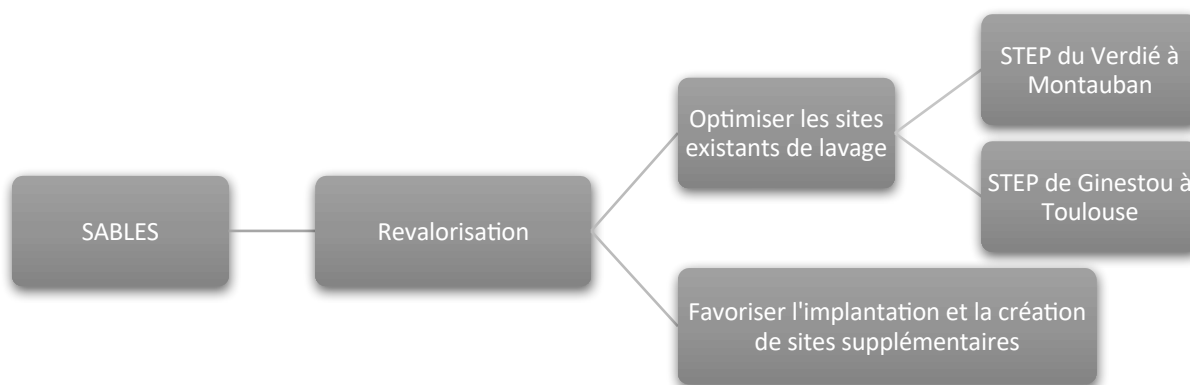 SABLES
Revalorisation
Optimiser les sites
existants de lavage
STEP du Verdié à
Montauban
STEP de Ginestou à
Toulouse
Favoriser l'implantation et la création
de sites supplémentaires